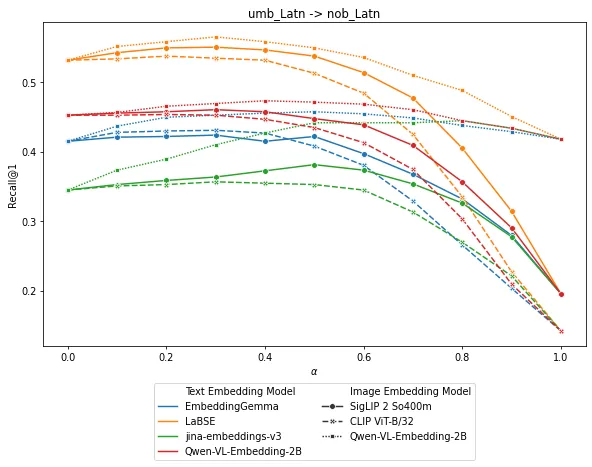 umb_Latn -> nob_Latn
Recall@1
0.5
0.4
0.3
0.2
0.0 0.2 0.4 0.6 0.8 1.0
α
Text Embedding Model Image Embedding Model
EmbeddingGemma SigLIP 2 So400m
LaBSE CLIP ViT-B/32
jina-embeddings-v3 Qwen-VL-Embedding-2B
Qwen-VL-Embedding-2B